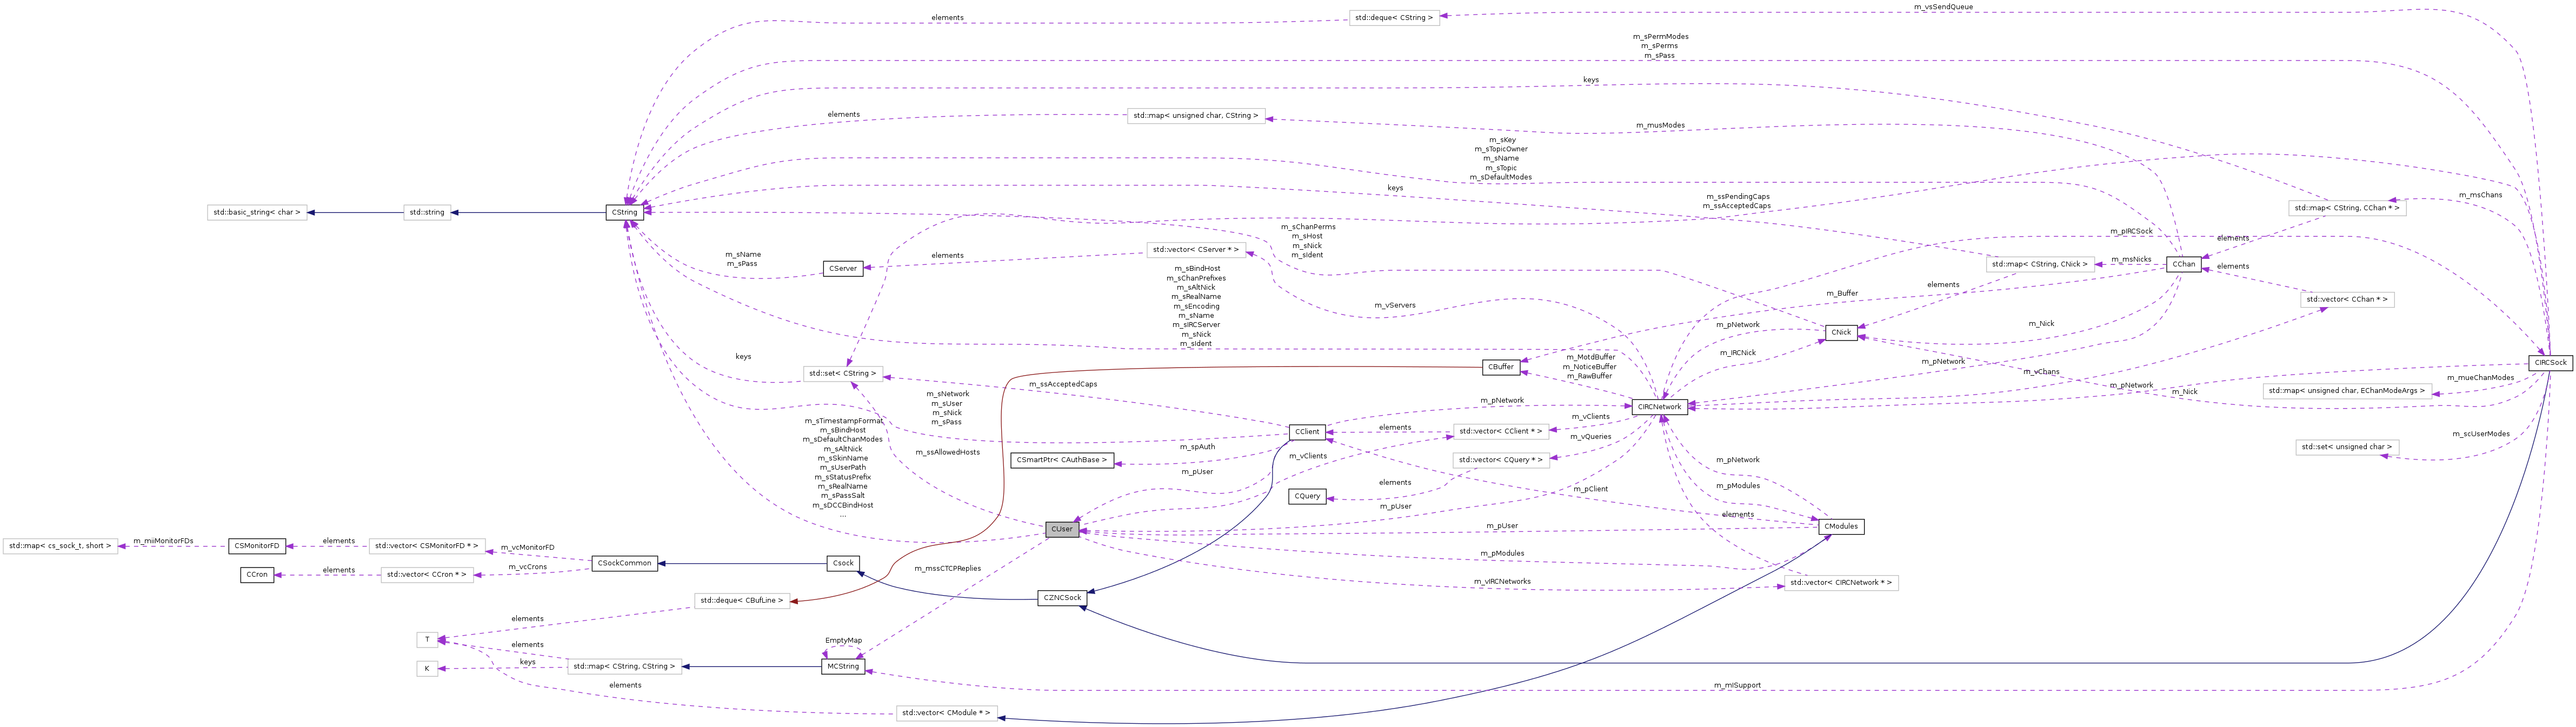 m_vsSendQueue
elements
std::deque< CString >
m_sPermModes
m_sPerms
m_sPass
keys
elements
std::map< unsigned char, CString >
m_musModes
m_sKey
m_sTopicOwner
m_sName
m_sTopic
m_sDefaultModes
keys
m_ssPendingCaps
m_ssAcceptedCaps
m_msChans
std::map< CString, CChan * >
std::basic_string< char >
std::string
CString
m_sChanPerms
m_sHost
m_sNick
m_sIdent
m_pIRCSock
elements
std::vector< CServer * >
m_sName
m_sPass
elements
CServer
m_sBindHost
m_sChanPrefixes
m_sAltNick
m_sRealName
m_sEncoding
m_sName
m_sIRCServer
m_sNick
m_sIdent
std::map< CString, CNick >
m_msNicks
CChan
elements
m_Buffer
elements
std::vector< CChan * >
m_vServers
m_pNetwork
CNick
m_Nick
m_IRCNick
keys
std::set< CString >
m_MotdBuffer
m_NoticeBuffer
m_RawBuffer
CBuffer
m_pNetwork
m_vChans
CIRCSock
m_mueChanModes
std::map< unsigned char, EChanModeArgs >
m_pNetwork
m_Nick
m_ssAcceptedCaps
m_sNetwork
m_sUser
m_sNick
m_sPass
m_pNetwork
CIRCNetwork
m_vClients
elements
std::vector< CClient * >
CClient
m_vQueries
m_scUserModes
std::set< unsigned char >
m_sTimestampFormat
m_sBindHost
m_sDefaultChanModes
m_sAltNick
m_sSkinName
m_sUserPath
m_sStatusPrefix
m_sRealName
m_sPassSalt
m_sDCCBindHost
...
m_ssAllowedHosts
m_spAuth
CSmartPtr< CAuthBase >
m_vClients
m_pUser
std::vector< CQuery * >
elements
CQuery
m_pNetwork
m_pModules
m_pClient
m_pUser
elements
CUser
m_pUser
CModules
m_pModules
std::map< cs_sock_t, short >
m_miiMonitorFDs
CSMonitorFD
elements
std::vector< CSMonitorFD * >
m_vcMonitorFD
CSockCommon
Csock
CCron
elements
std::vector< CCron * >
m_vcCrons
m_mssCTCPReplies
m_vIRCNetworks
std::vector< CIRCNetwork * >
CZNCSock
std::deque< CBufLine >
elements
T
elements
keys
K
std::map< CString, CString >
EmptyMap
MCString
elements
m_mISupport
std::vector< CModule * >